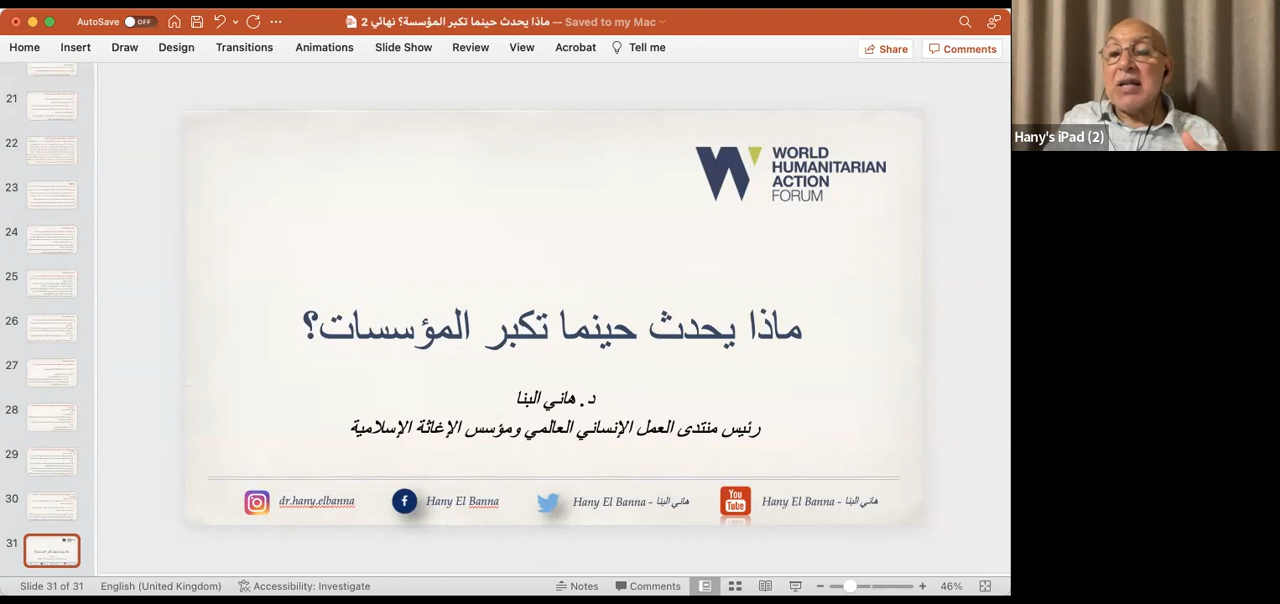 AutoSave OFF
ماذا يحدث حينما تكبر المؤسسة؟ نهائي 2 — Saved to my Mac
Home Insert Draw Design Transitions Animations Slide Show Review View Acrobat Tell me
Share Comments
21
22
23
24
25
26
27
28
29
30
31
WORLD
HUMANITARIAN
ACTION
FORUM
ماذا يحدث حينما تكبر المؤسسات؟
د. هاني البنا
رئيس منتدى العمل الإنساني العالمي ومؤسس الإغاثة الإسلامية
dr.hany.elbanna
f Hany El Banna
Hany El Banna - هاني البنا
You Tube Hany El Banna - هاني البنا
Slide 31 of 31 English (United Kingdom) Accessibility: Investigate Notes Comments 46%
Hany's iPad (2)